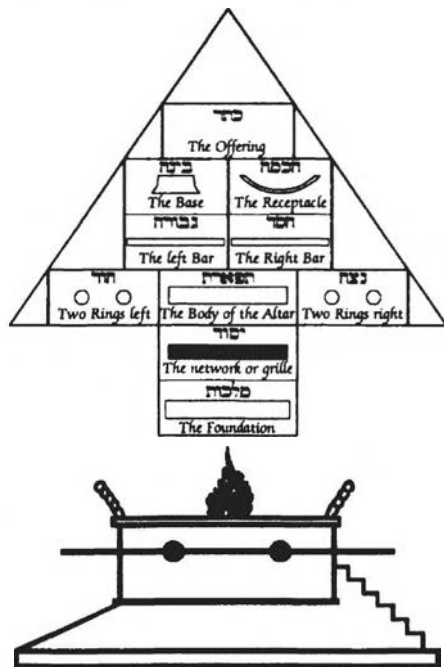 כתר
The Offering
בינה
The Base
חכמה
The Receptacle
גבורה
The left Bar
חסד
The Right Bar
הוד
Two Rings left
תפארת
The Body of the Altar
נצח
Two Rings right
יסוד
The network or grille
מלכות
The Foundation